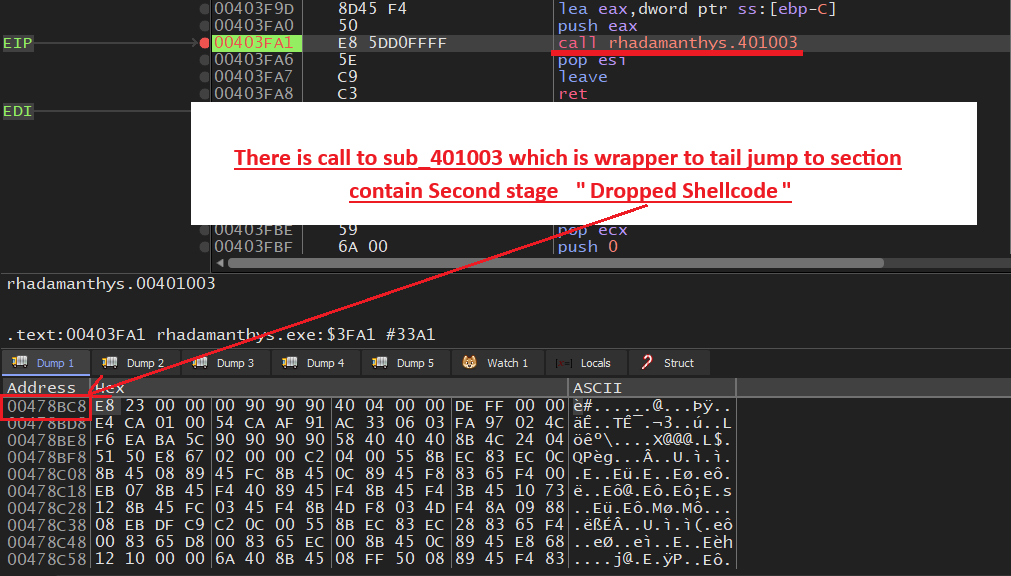 00403F9D 8D45 F4 lea eax,dword ptr ss:[ebp-C]
00403FA0 50 push eax
EIP 00403FA1 E8 5DD0FFFF call rhadamanthys.401003
00403FA6 5E pop esi
00403FA7 C9 leave
00403FA8 C3 ret
EDI
There is call to sub_401003 which is wrapper to tail jump to section
contain Second stage " Dropped Shellcode "
00403FBE 59 pop ecx
00403FBF 6A 00 push 0
rhadamanthys.00401003
.text:00403FA1 rhadamanthys.exe:$3FA1 #33A1
Dump 1 Dump 2 Dump 3 Dump 4 Dump 5 Watch 1 [x=] Locals Struct
Address Hex ASCII
00478BC8 E8 23 00 00 00 90 90 90 40 04 00 00 DE FF 00 00 è#......@...Þÿ..
00478BD8 E4 CA 01 00 54 CA AF 91 AC 33 06 03 FA 97 02 4C äÊ..TÊ¯.¬3..ú..L
00478BE8 F6 EA BA 5C 90 90 90 90 58 40 40 40 8B 4C 24 04 öêº\....X@@@.L$.
00478BF8 51 50 E8 67 02 00 00 C2 04 00 55 8B EC 83 EC 0C QPèg...Â..U.ì.ì.
00478C08 8B 45 08 89 45 FC 8B 45 0C 89 45 F8 83 65 F4 00 .E..Eü.E..Eø.eô.
00478C18 EB 07 8B 45 F4 40 89 45 F4 8B 45 F4 3B 45 10 73 ë..Eô@.Eô.Eô;E.s
00478C28 12 8B 45 FC 03 45 F4 8B 4D F8 03 4D F4 8A 09 88 ..Eü.Eô.Mø.Mô...
00478C38 08 EB DF C9 C2 0C 00 55 8B EC 83 EC 28 83 65 F4 .ëßÉÂ..U.ì.ì(.eô
00478C48 00 83 65 D8 00 83 65 EC 00 8B 45 0C 89 45 E8 68 ..eØ..eì..E..Eèh
00478C58 12 10 00 00 6A 40 8B 45 08 FF 50 08 89 45 F4 83 ....j@.E.ÿP..Eô.